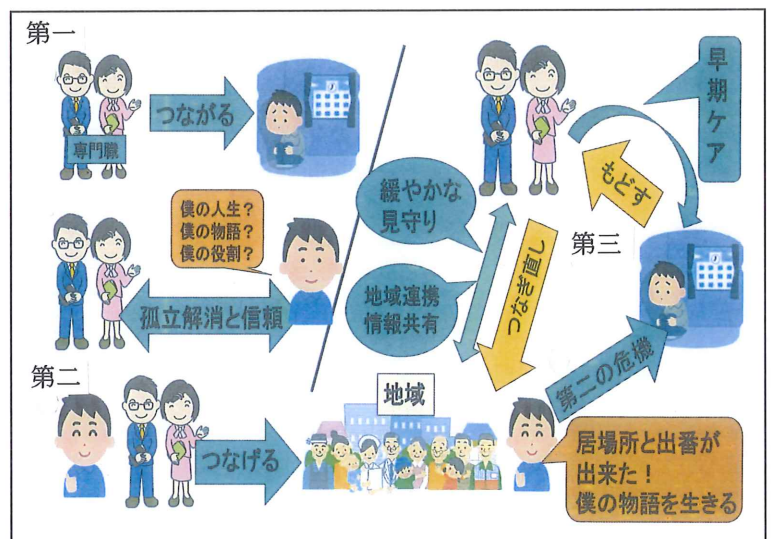 第一
専門職
つながる
僕の人生？
僕の物語？
僕の役割？
孤立解消と信頼
第二
つなげる
地域
居場所と出番が
出来た！
僕の物語を生きる
第二の危機
第三
早期ケア
もどす
つなぎ直し
緩やかな
見守り
地域連携
情報共有